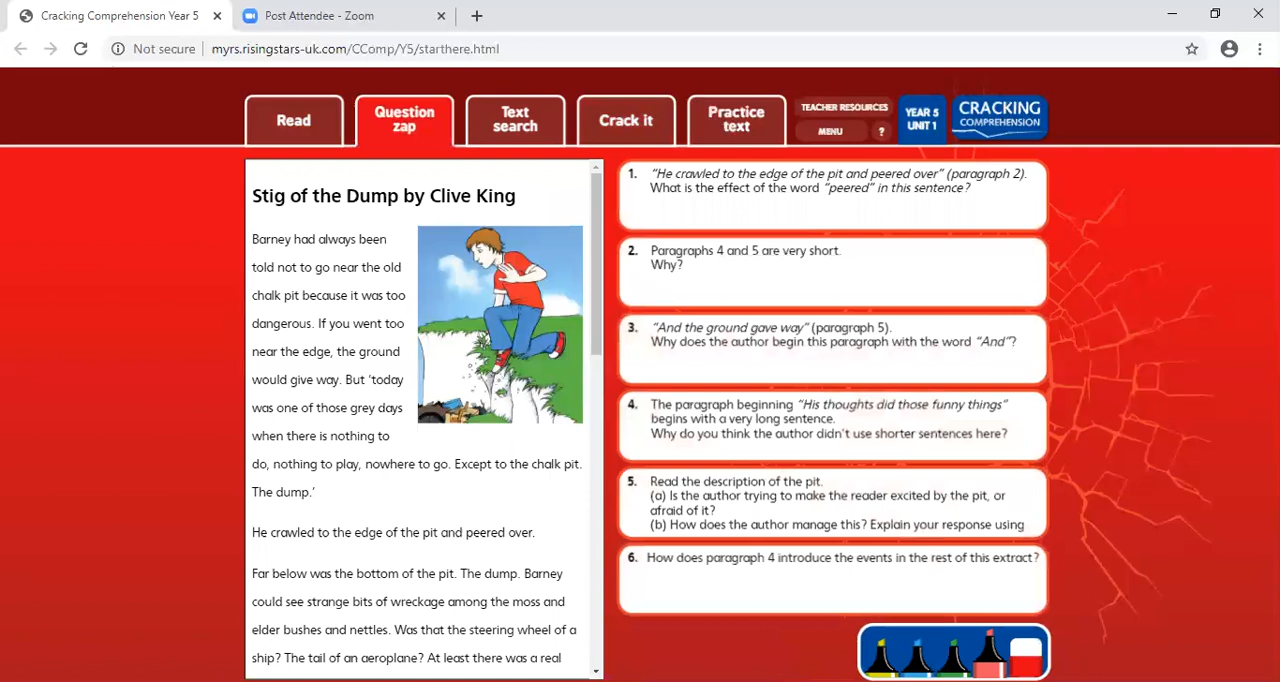 Cracking Comprehension Year 5
Post Attendee - Zoom
Not secure
myrs.risingstars-uk.com/CComp/Y5/starthere.html
Read
Question
zap
Text
search
Crack it
Practice
text
TEACHER RESOURCES
MENU
?
YEAR 5
UNIT 1
CRACKING
COMPREHENSION
Stig of the Dump by Clive King
Barney had always been
told not to go near the old
chalk pit because it was too
dangerous. If you went too
near the edge, the ground
would give way. But ‘today
was one of those grey days
when there is nothing to
do, nothing to play, nowhere to go. Except to the chalk pit.
The dump.’
He crawled to the edge of the pit and peered over.
Far below was the bottom of the pit. The dump. Barney
could see strange bits of wreckage among the moss and
elder bushes and nettles. Was that the steering wheel of a
ship? The tail of an aeroplane? At least there was a real
1. “He crawled to the edge of the pit and peered over” (paragraph 2).
What is the effect of the word “peered” in this sentence?
2. Paragraphs 4 and 5 are very short.
Why?
3. “And the ground gave way” (paragraph 5).
Why does the author begin this paragraph with the word “And”?
4. The paragraph beginning “His thoughts did those funny things”
begins with a very long sentence.
Why do you think the author didn’t use shorter sentences here?
5. Read the description of the pit.
(a) Is the author trying to make the reader excited by the pit, or
afraid of it?
(b) How does the author manage this? Explain your response using
6. How does paragraph 4 introduce the events in the rest of this extract?